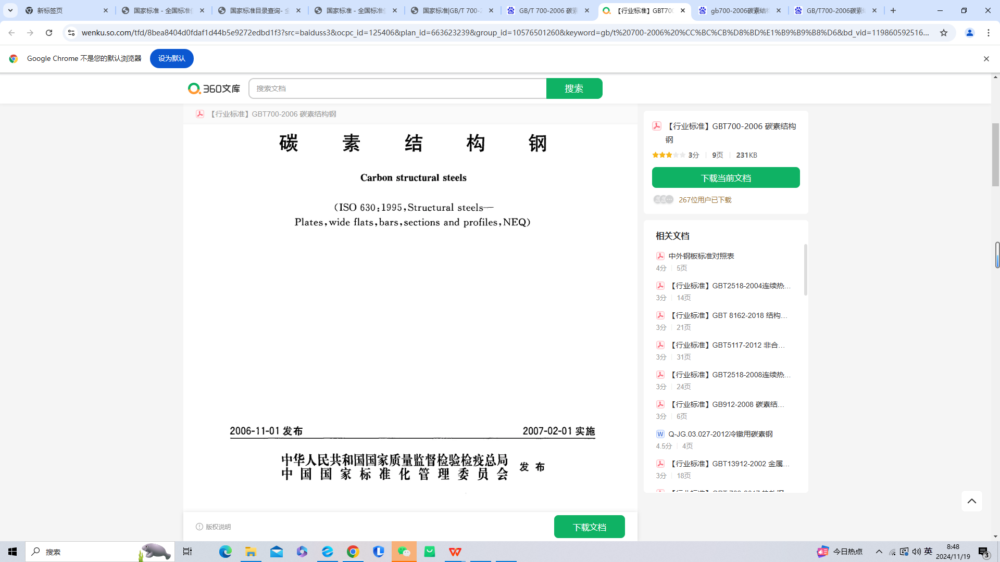 新标签页
国家标准 - 全国标准
国家标准目录查询- 全
国家标准 - 全国标准
国家标准|GB/T 700-2
GB/T 700-2006 碳素
【行业标准】GBT700
gb700-2006碳素结构
GB/T700-2006碳素
wenku.so.com/tfd/8bea8404d0fdaf1d44b5e9272edbd1f3?src=baiduss3&ocpc_id=125406&plan_id=663623239&group_id=10576501260&keyword=gb/t%20700-2006%20%CC%BC%CB%D8%BD%E1%B9%B9%B8%D6&bd_vid=119860592516...
Google Chrome 不是您的默认浏览器
设为默认
360文库
搜索文档
搜索
【行业标准】GBT700-2006 碳素结构钢
碳素结构钢
Carbon structural steels
(ISO 630:1995,Structural steels—
Plates,wide flats,bars,sections and profiles,NEQ)
2006-11-01 发布
2007-02-01 实施
中华人民共和国国家质量监督检验检疫总局
中国国家标准化管理委员会
发布
版权说明
下载文档
【行业标准】GBT700-2006 碳素结构
钢
3分
9页
231KB
下载当前文档
267位用户已下载
相关文档
中外钢板标准对照表
4分 5页
【行业标准】GBT2518-2004连续热...
3分 14页
【行业标准】GBT 8162-2018 结构...
3分 21页
【行业标准】GBT5117-2012 非合...
3分 31页
【行业标准】GBT2518-2008连续热...
3分 24页
【行业标准】GB912-2008 碳素结...
3分 6页
Q-JG.03.027-2012冷镦用碳素钢
4.5分 4页
【行业标准】GBT13912-2002 金属...
3分 18页
搜索
今日热点
英
8:48
2024/11/19
3